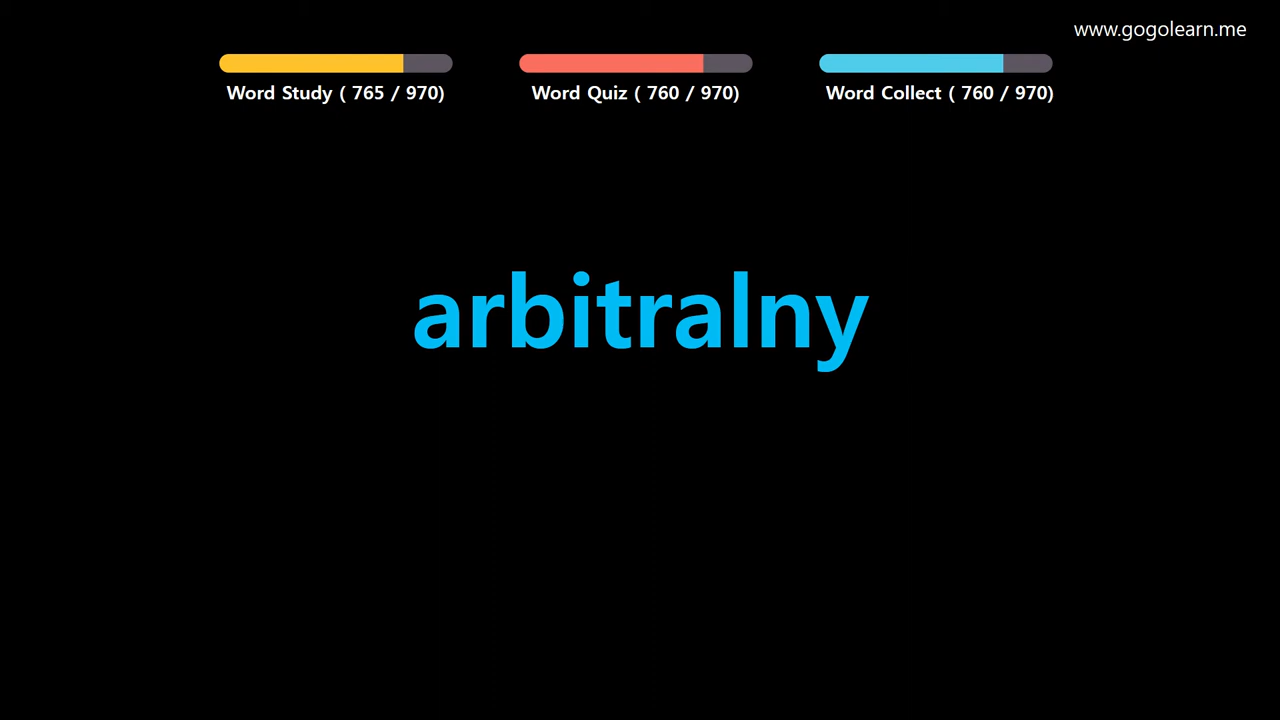 www.gogolearn.me
Word Study ( 765 / 970)
Word Quiz ( 760 / 970)
Word Collect ( 760 / 970)
arbitralny